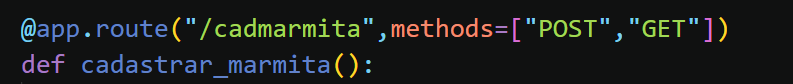 @app.route("/cadmarmita",methods=["POST","GET"])
def cadastrar_marmita():